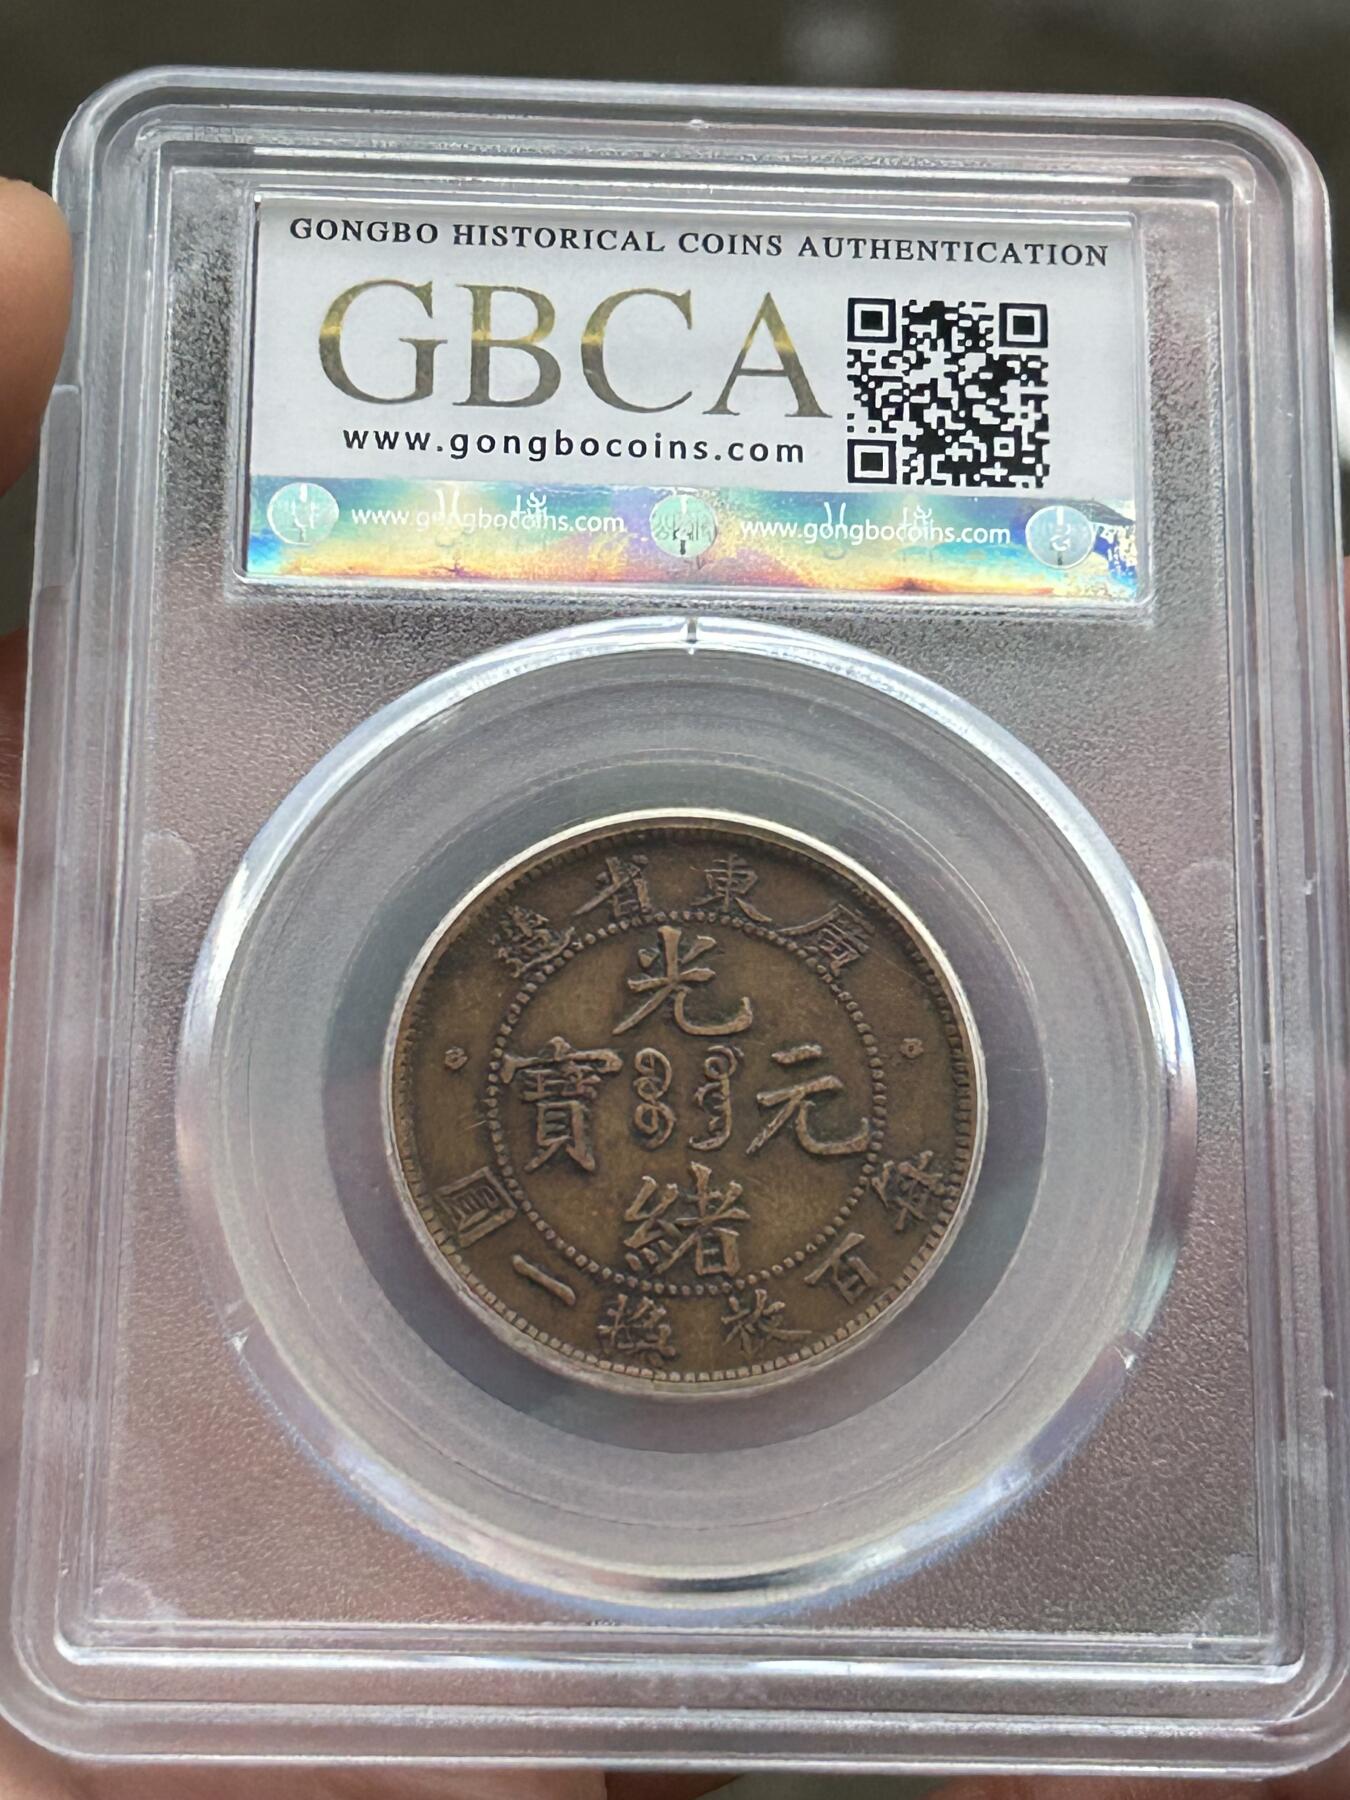 GONGBO HISTORICAL COINS AUTHENTICATION
GBCA
www.gongbocoins.com
www.gongbocoins.com www.gongbocoins.com
廣東省造
光緒元寶
每百枚換一圓